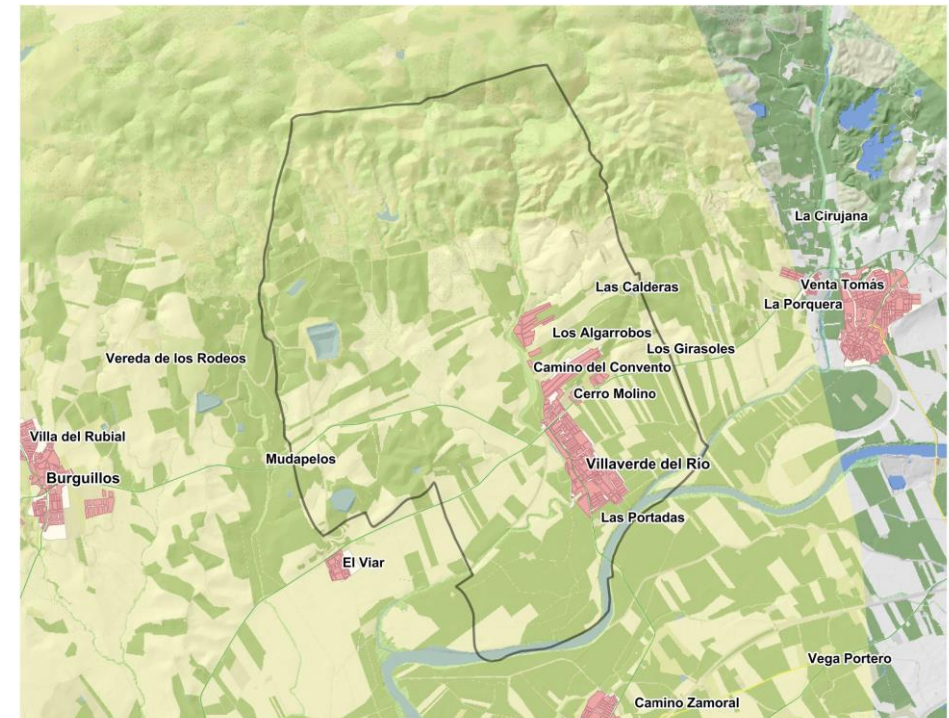 La Cirujana
Las Calderas
Venta Tomás
La Porquera
Los Algarrobos
Los Girasoles
Vereda de los Rodeos
Camino del Convento
Cerro Molino
Villa del Rubial
Mudapelos
Villaverde del Río
Burguillos
Las Portadas
El Viar
Vega Portero
Camino Zamoral